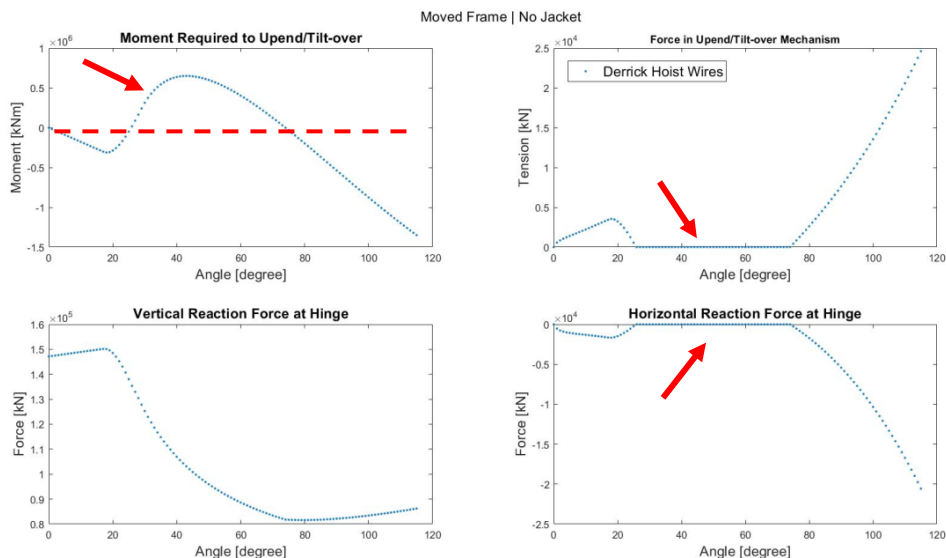 Moved Frame | No Jacket
Moment Required to Upend/Tilt-over
×10⁶
1
0.5
0
-0.5
-1
-1.5
Moment [kNm]
0 20 40 60 80 100 120
Angle [degree]
Force in Upend/Tilt-over Mechanism
×10⁴
2.5
2
1.5
1
0.5
0
Tension [kN]
Derrick Hoist Wires
0 20 40 60 80 100 120
Angle [degree]
Vertical Reaction Force at Hinge
×10⁵
1.6
1.5
1.4
1.3
1.2
1.1
1
0.9
0.8
Force [kN]
0 20 40 60 80 100 120
Angle [degree]
Horizontal Reaction Force at Hinge
×10⁴
0
-0.5
-1
-1.5
-2
-2.5
Force [kN]
0 20 40 60 80 100 120
Angle [degree]